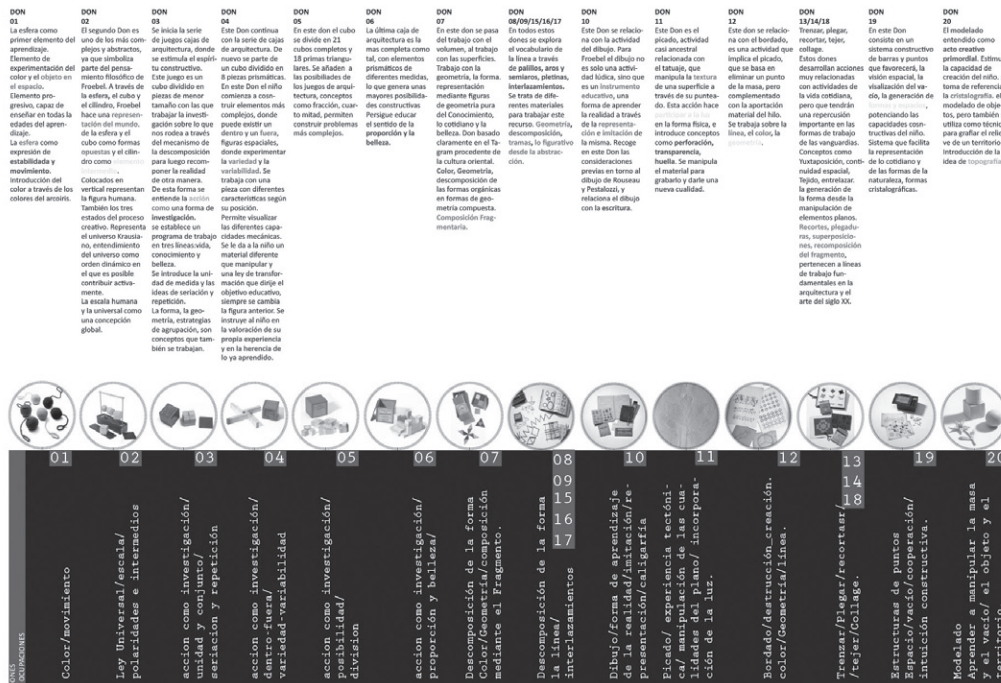 DON
01
La esfera como
primer elemento del
aprendizaje.
Elemento de
experimentación del
color y el objeto en
el espacio.
Elemento pro-
gresivo, capaz de
enseñar en todas la
edades del apren-
dizaje.
La esfera como
expresión de
estabilidad y
movimiento.
Introducción del
color a través de los
colores del arcoiris.
DON
02
El segundo Don es
uno de los más com-
plejos y abstractos,
ya que simboliza
parte del pensa-
miento filosófico de
Froebel. A través de
la esfera, el cubo y
el cilindro, Froebel
hace una represen-
tación del mundo.
de la esfera y el
cubo como formas
opuestas y el cilin-
dro como elemento
Colocados en
vertical representan
la figura humana.
También los tres
estados del proceso
creativo. Representa
el universo Krausia-
no, entendimiento
del universo como
orden dinámico en
el que es posible
contribuir activa-
mente.
La escala humana
y la universal como
una concepción
global.
DON
03
Se inicia la serie
de juegos cajas de
arquitectura, donde
se estimula el espíri-
tu constructivo.
Este juego es un
cubo dividido en
piezas de menor
tamaño con las que
trabajar la investi-
gación sobre lo que
nos rodea a través
del mecanismo de
la descomposición
para luego recom-
poner la realidad
de otra manera.
De esta forma se
entiende la acción
como una forma de
investigación.
se establece un
programa de trabajo
en tres líneas:vida,
conocimiento y
belleza.
Se introduce la uni-
dad de medida y las
ideas de seriación y
repetición.
La forma, la geo-
metría, estrategias
de agrupación, son
conceptos que tam-
bién se trabajan.
DON
04
Este Don continua
con la serie de cajas
de arquitectura. De
nuevo se parte de
un cubo dividido en
8 piezas prismáticas.
En este Don el niño
comienza a cons-
truir elementos más
complejos, donde
puede existir un
dentro y un fuera,
figuras espaciales,
donde experimentar
la variedad y la
variabilidad. Se
trabaja con una
pieza con diferentes
características según
su posición.
Permite visualizar
las diferentes capa-
cidades mecánicas.
Se le da a la niño un
material diferente
que manipular y
una ley de transfor-
mación que dirije el
objetivo educativo,
siempre se cambia
la figura anterior. Se
instruye al niño en
la valoración de su
propia experiencia
y en la herencia de
lo ya aprendido.
DON
05
En este don el cubo
se divide en 21
cubos completos y
18 primas triangu-
lares. Se añaden a
las posibiliades de
los juegos de arqui-
tectura, conceptos
como fracción, cuar-
to mitad, permiten
construir problemas
más complejos.
DON
06
La última caja de
arquitectura es la
mas completa como
tal, con elementos
prismáticos de
diferentes medidas,
lo que genera unas
mayores posibilida-
des constructivas
Persigue educar
el sentido de la
proporción y la
belleza.
DON
07
En este don se pasa
del trabajo con el
volumen, al trabajo
con las superficies.
Trabajo con la
geometría, la forma.
representación
mediante figuras
de geometria pura
del Conocimiento,
lo cotidiano y la
belleza. Don basado
claramente en el Ta-
gram procedente de
la cultura oriental.
Color, Geometría,
descomposición de
las formas orgánicas
en formas de geo-
metría compuesta.
Composición Frag-
mentaria.
DON
08/09/15/16/17
En todos estos
dones se explora
el vocabulario de
la línea a través
de palillos, aros y
semiaros, pletinas,
interlasamientos.
Se trata de dife-
rentes materiales
para trabajar este
recurso. Geometría,
descomposición,
tramas, lo figurativo
desde la abstrac-
ción.
DON
10
Este Don se relacio-
na con la actividad
del dibujo. Para
Froebel el dibujo no
es solo una activi-
dad lúdica, sino que
es un instrumento
educativo, una
forma de aprender
la realidad a través
de la representa-
ción e imitación de
la misma. Recoge
en este Don las
consideraciones
previas en torno al
dibujo de Rouseau
y Pestalozzi, y
relaciona el dibujo
con la escritura.
DON
11
Este Don es el
picado, actividad
casi ancestral
relacionada con
el tatuaje, que
manipula la textura
de una superficie a
través de su puntea-
do. Esta acción hace
en la forma física, e
introduce conceptos
como perforación,
transparencia,
huella. Se manipula
el material para
grabarlo y darle una
nueva cualidad.
DON
12
Este don se relacio-
na con el bordado,
es una actividad que
implica el picado,
que se basa en
eliminar un punto
de la masa, pero
complementado
con la aportación
material del hilo.
Se trabaja sobre la
línea, el color, la
geometría.
DON
13/14/18
Trenzar, plegar,
recortar, tejer,
collage.
Estos dones
desarrollan acciones
muy relacionadas
con actividades de
la vida cotidiana,
pero que tendrán
una repercusión
importante en las
formas de trabajo
de las vanguardias.
Conceptos como
Yuxtaposición, conti-
nuidad espacial,
Tejido, entrelazar.
la generación de
la forma desde la
manipulación de
elementos planos.
Recortes, plegadu-
ras, superposicio-
nes, recomposición
del fragmento,
pertenecen a líneas
de trabajo fun-
damentales en la
arquitectura y el
arte del siglo XX.
DON
19
En este Don
consiste en un
sistema constructivo
de barras y puntos
que favorecerá, la
visión espacial, la
visualización del va-
cío, la generación de
potenciando las
capacidades cons-
tructivas del niño.
Sistema que facilita
la representación
de lo cotidiano y
de las formas de la
naturaleza, formas
cristalográficas.
DON
20
El modelado
entendido como
acto creativo
primordial. Estimu
la capacidad de
creación del niño.
toma de referencia
la cristalografía. el
modelado de obje
tos, pero también
utiliza como técnica
para grafiar el relie
ve de un territorio
introducción de la
idea de topografía
01
02
03
04
05
06
07
08
09
15
16
17
10
11
12
13
14
18
19
20
OCUPACIONES
Color/movimiento
Ley Universal/escala/
polaridades e intermedios
accion como investigación/
unidad y conjunto/
seriacion y repetición
accion como investigación/
dentro-fuera/
variedad-variabilidad
accion como investigación/
posibilidad/
division
accion como investigación/
proporción y belleza/
Descomposición de la forma
Color/Geometría/composición
mediante el Fragmento.
Descomposición de la forma
la línea/
interlazamientos
Dibujo/forma de aprendizaje
de la realidad/imitación/re-
presentación/caligarfía
Picado/ experiencia tectóni-
ca/ manipulación de las cua-
lidades del plano/ incorpora-
ción de la luz.
Bordado/destrucción_creación.
color/Geometría/línea.
Trenzar/Plegar/recortasr/
/tejer/Collage.
Estructuras de puntos
Espacio/vacío/cooperación/
intuición constructiva.
Modelado
Aprender a manipular la masa
y el vacío/ el objeto y el
territorio